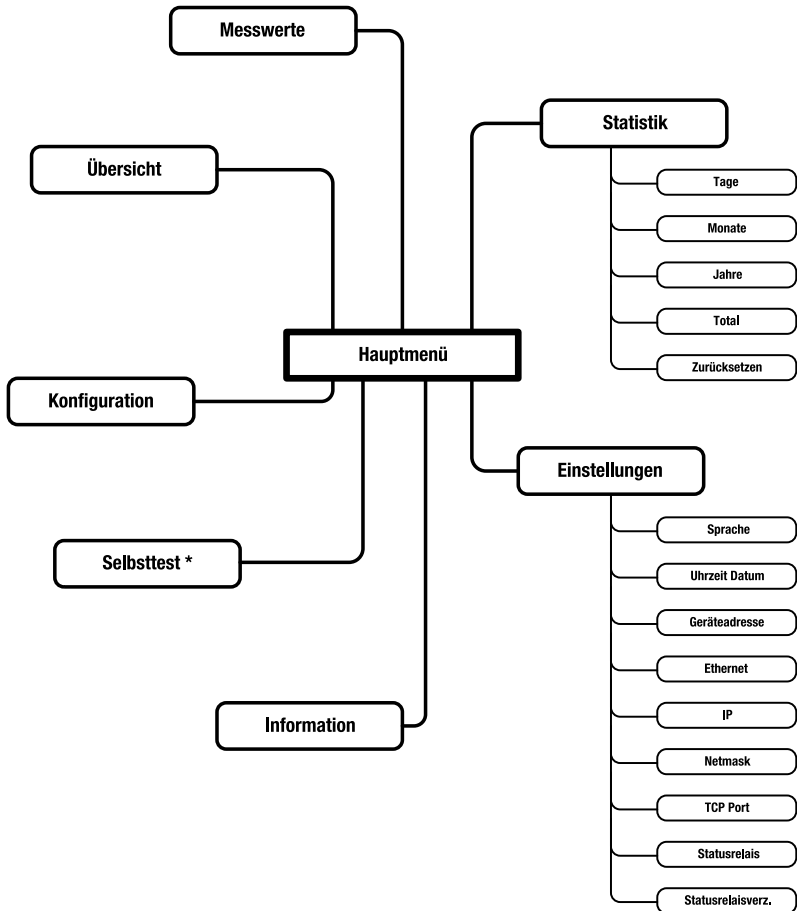 Messwerte
Übersicht
Hauptmenü
Konfiguration
Selbsttest *
Information
Statistik
Tage
Monate
Jahre
Total
Zurücksetzen
Einstellungen
Sprache
Uhrzeit Datum
Geräteadresse
Ethernet
IP
Netmask
TCP Port
Statusrelais
Statusrelaisverz.